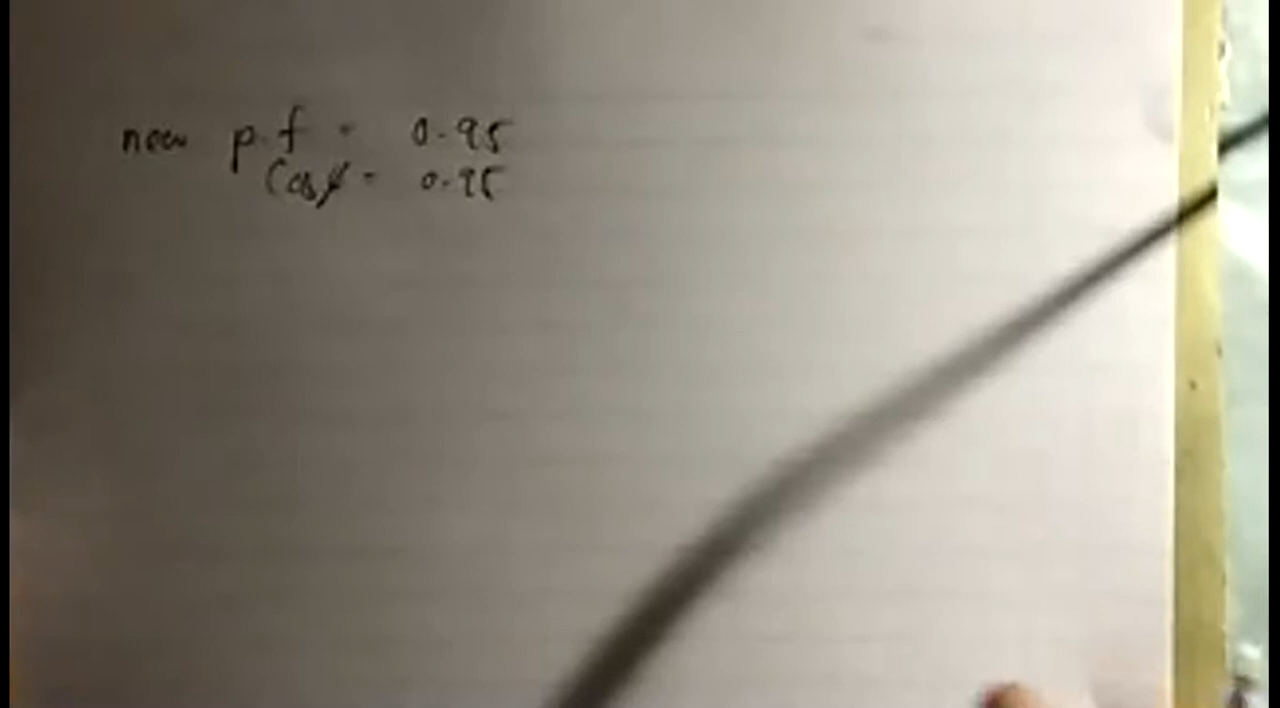 new p.f = 0.95
Cosφ = 0.95